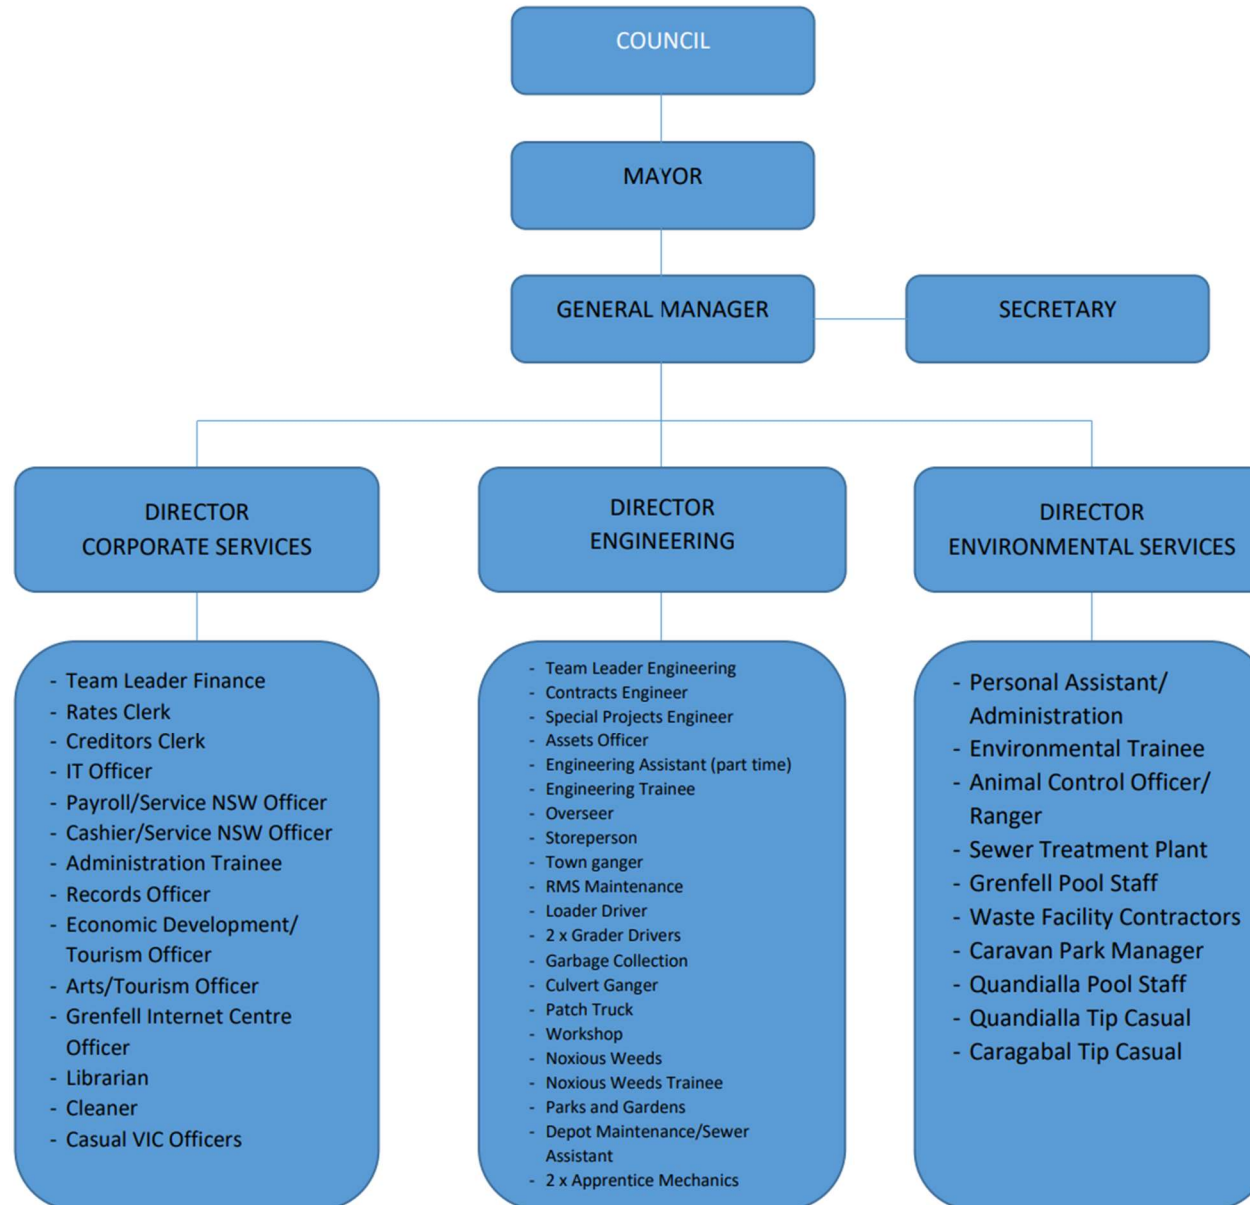 COUNCIL
MAYOR
GENERAL MANAGER
SECRETARY
DIRECTOR
CORPORATE SERVICES
DIRECTOR
ENGINEERING
DIRECTOR
ENVIRONMENTAL SERVICES
- Team Leader Finance
- Rates Clerk
- Creditors Clerk
- IT Officer
- Payroll/Service NSW Officer
- Cashier/Service NSW Officer
- Administration Trainee
- Records Officer
- Economic Development/
Tourism Officer
- Arts/Tourism Officer
- Grenfell Internet Centre
Officer
- Librarian
- Cleaner
- Casual VIC Officers
- Team Leader Engineering
- Contracts Engineer
- Special Projects Engineer
- Assets Officer
- Engineering Assistant (part time)
- Engineering Trainee
- Overseer
- Storeperson
- Town ganger
- RMS Maintenance
- Loader Driver
- 2 x Grader Drivers
- Garbage Collection
- Culvert Ganger
- Patch Truck
- Workshop
- Noxious Weeds
- Noxious Weeds Trainee
- Parks and Gardens
- Depot Maintenance/Sewer
Assistant
- 2 x Apprentice Mechanics
- Personal Assistant/
Administration
- Environmental Trainee
- Animal Control Officer/
Ranger
- Sewer Treatment Plant
- Grenfell Pool Staff
- Waste Facility Contractors
- Caravan Park Manager
- Quandialla Pool Staff
- Quandialla Tip Casual
- Caragabal Tip Casual